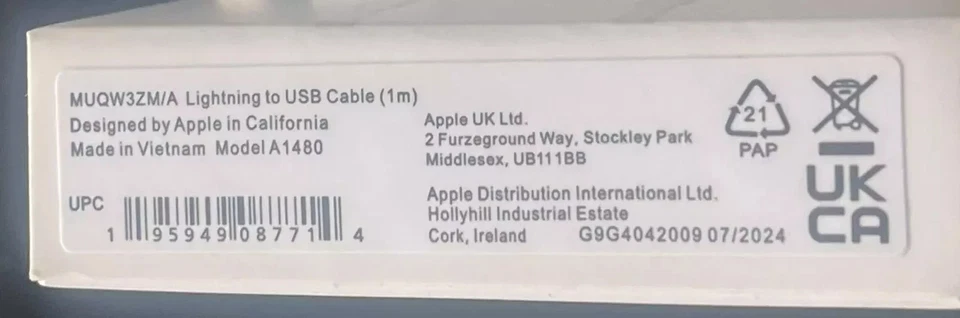 MUQW3ZM/A Lightning to USB Cable (1m)
Designed by Apple in California
Made in Vietnam Model A1480
UPC
1 95949 08771 4
Apple UK Ltd.
2 Furzeground Way, Stockley Park
Middlesex, UB111BB
Apple Distribution International Ltd.
Hollyhill Industrial Estate
Cork, Ireland G9G4042009 07/2024
21
PAP
UK
CA